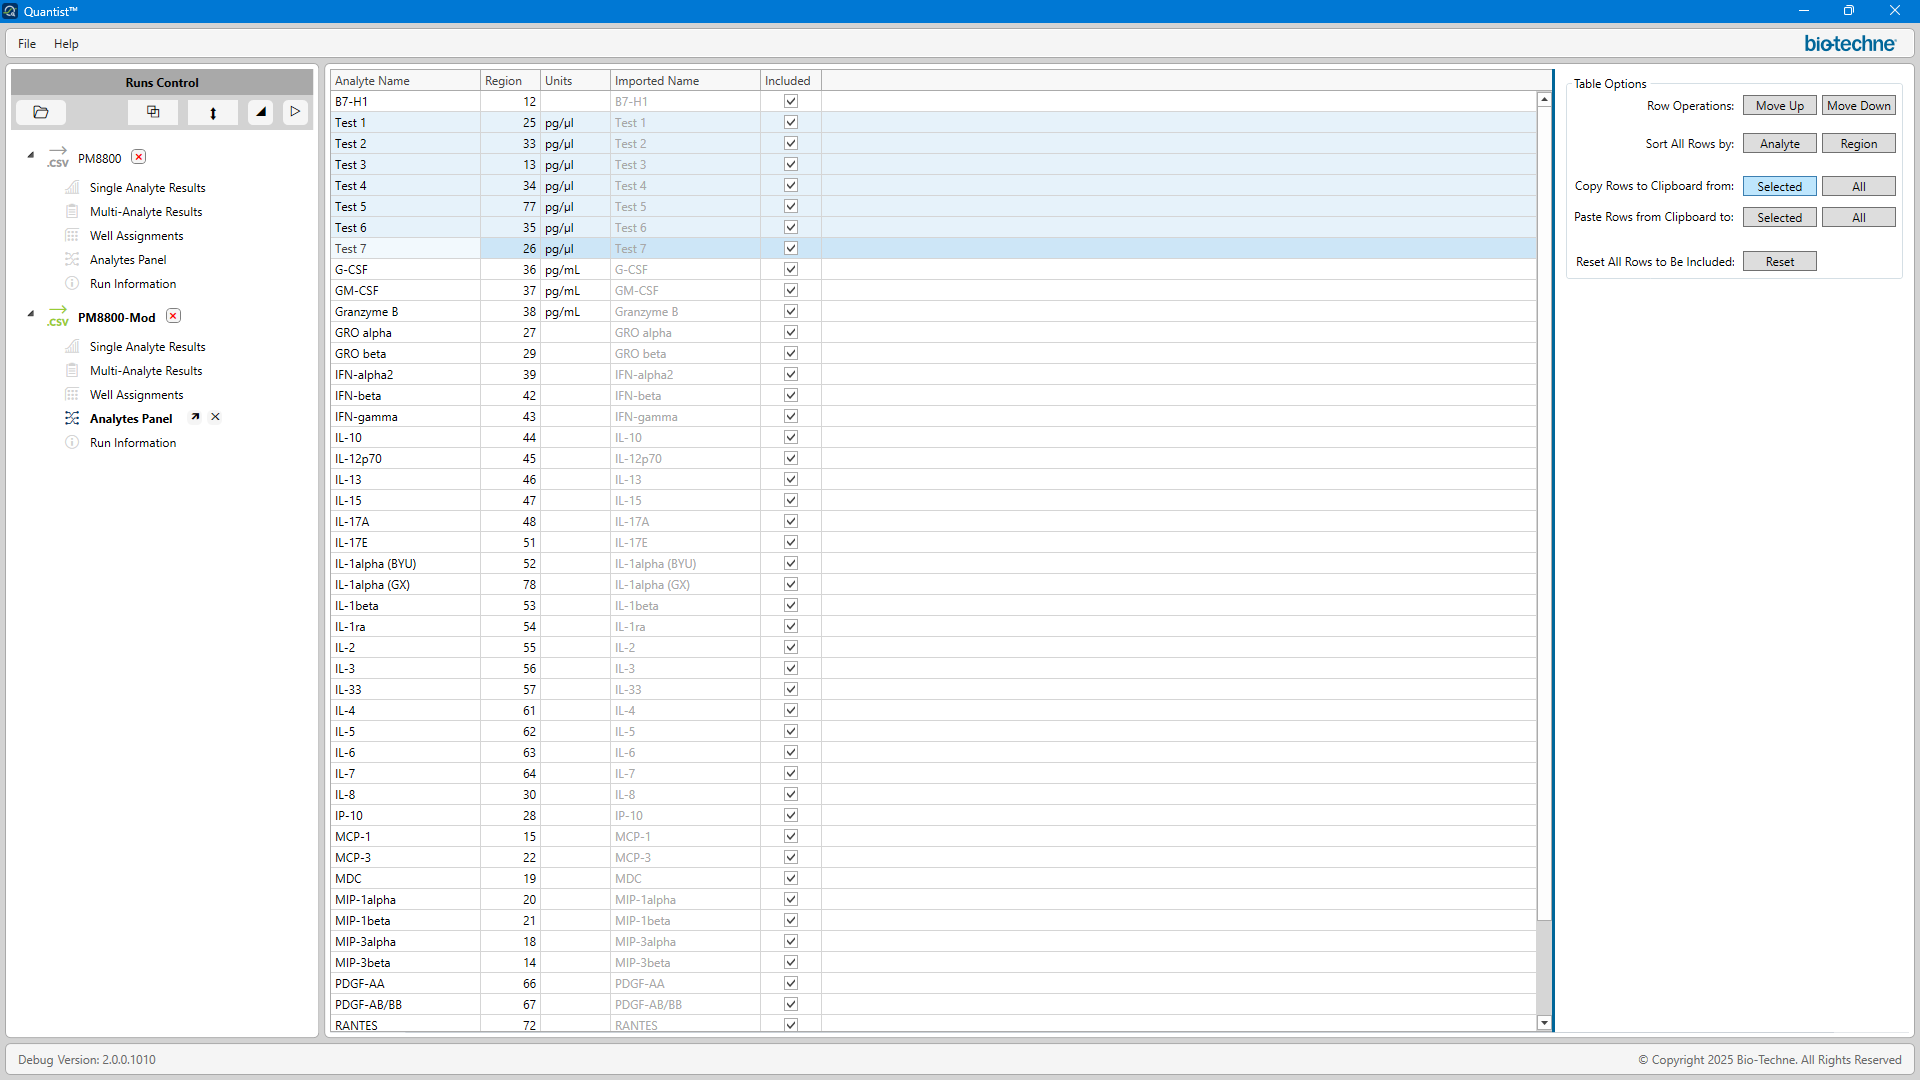 Quantist™
File Help
bio-techne
Runs Control
.CSV PM8800
Single Analyte Results
Multi-Analyte Results
Well Assignments
Analytes Panel
Run Information
.CSV PM8800-Mod
Single Analyte Results
Multi-Analyte Results
Well Assignments
Analytes Panel
Run Information
Analyte Name Region Units Imported Name Included
B7-H1 12 B7-H1
Test 1 25 pg/µl Test 1
Test 2 33 pg/µl Test 2
Test 3 13 pg/µl Test 3
Test 4 34 pg/µl Test 4
Test 5 77 pg/µl Test 5
Test 6 35 pg/µl Test 6
Test 7 26 pg/µl Test 7
G-CSF 36 pg/mL G-CSF
GM-CSF 37 pg/mL GM-CSF
Granzyme B 38 pg/mL Granzyme B
GRO alpha 27 GRO alpha
GRO beta 29 GRO beta
IFN-alpha2 39 IFN-alpha2
IFN-beta 42 IFN-beta
IFN-gamma 43 IFN-gamma
IL-10 44 IL-10
IL-12p70 45 IL-12p70
IL-13 46 IL-13
IL-15 47 IL-15
IL-17A 48 IL-17A
IL-17E 51 IL-17E
IL-1alpha (BYU) 52 IL-1alpha (BYU)
IL-1alpha (GX) 78 IL-1alpha (GX)
IL-1beta 53 IL-1beta
IL-1ra 54 IL-1ra
IL-2 55 IL-2
IL-3 56 IL-3
IL-33 57 IL-33
IL-4 61 IL-4
IL-5 62 IL-5
IL-6 63 IL-6
IL-7 64 IL-7
IL-8 30 IL-8
IP-10 28 IP-10
MCP-1 15 MCP-1
MCP-3 22 MCP-3
MDC 19 MDC
MIP-1alpha 20 MIP-1alpha
MIP-1beta 21 MIP-1beta
MIP-3alpha 18 MIP-3alpha
MIP-3beta 14 MIP-3beta
PDGF-AA 66 PDGF-AA
PDGF-AB/BB 67 PDGF-AB/BB
RANTES 72 RANTES
Table Options
Row Operations: Move Up Move Down
Sort All Rows by: Analyte Region
Copy Rows to Clipboard from: Selected All
Paste Rows from Clipboard to: Selected All
Reset All Rows to Be Included: Reset
Debug Version: 2.0.0.1010
© Copyright 2025 Bio-Techne. All Rights Reserved